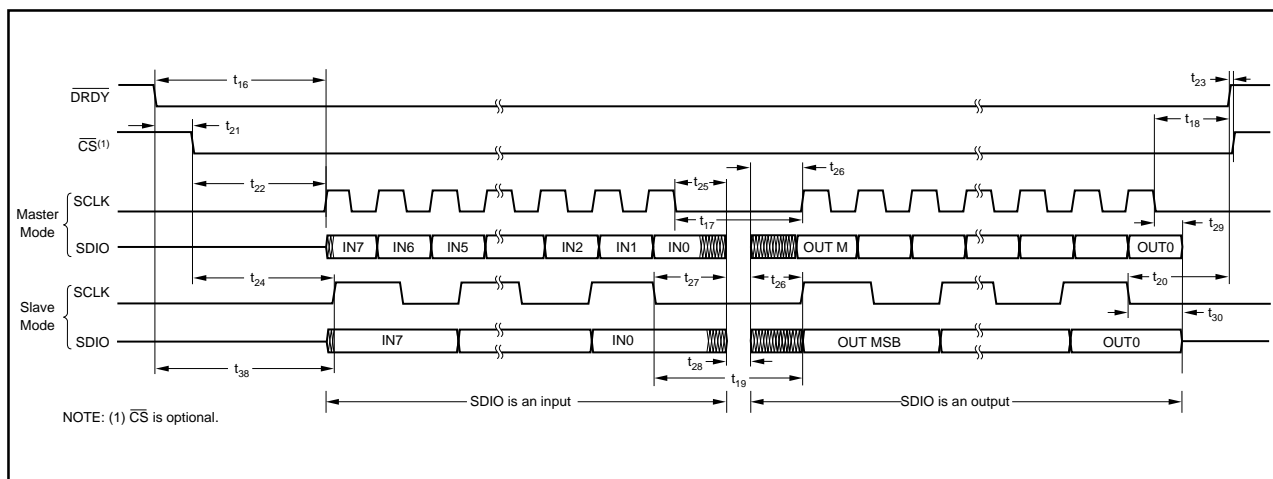 t16
DRDY
t23
t18
t21
CS(1)
t22
t25
t26
Master
Mode
SCLK
t17
t29
SDIO
IN7 IN6 IN5 IN2 IN1 IN0 OUT M OUT0
t24
t27
t26
t20
Slave
Mode
SCLK
t30
SDIO
IN7 IN0 OUT MSB OUT0
t28
t38
t19
SDIO is an input
SDIO is an output
NOTE: (1) CS is optional.